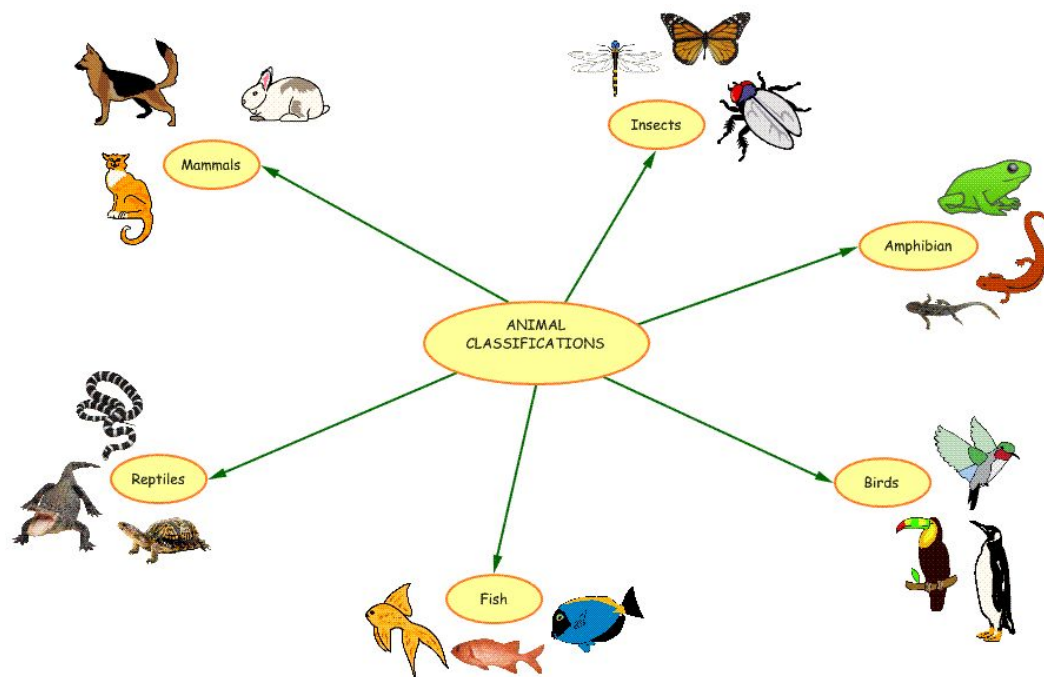 Insects
Mammals
Amphibian
ANIMAL
CLASSIFICATIONS
Reptiles
Birds
Fish